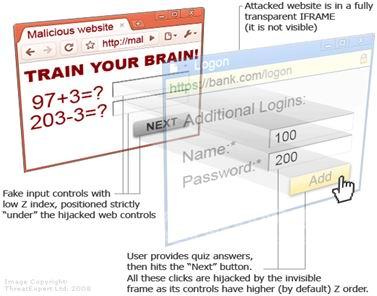 Attacked website is in a fully
transparent IFRAME
(it is not visible)
Malicious website
http://mal
TRAIN YOUR BRAIN!
97+3=?
203-3=?
NEXT
Logon
https://bank.com/logon
Additional Logins:
Name:*
100
Password:*
200
Add
Fake input controls with
low Z index, positioned strictly
“under” the hijacked web controls
User provides quiz answers,
then hits the “Next” button.
All these clicks are hijacked by the invisible
frame as its controls have higher (by default) Z order.
Image Copyright
ThreatExpert Ltd. 2008